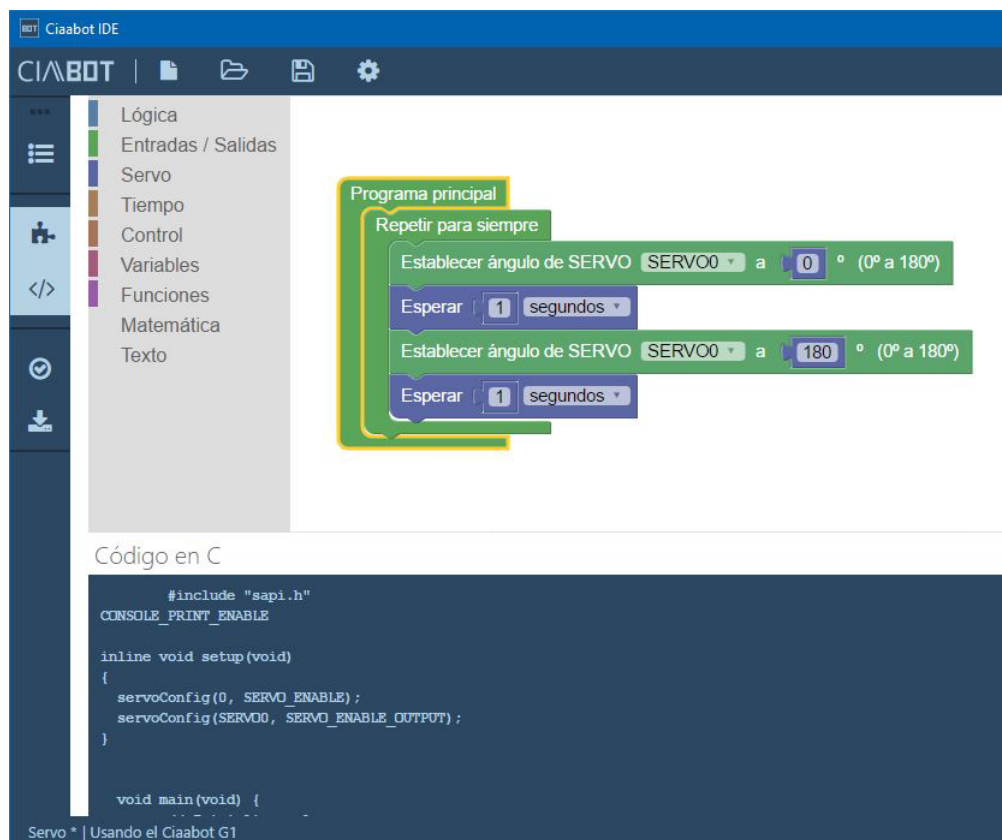 BOT Ciaabot IDE
CIAABOT
Lógica
Entradas / Salidas
Servo
Tiempo
Control
Variables
Funciones
Matemática
Texto
Programa principal
Repetir para siempre
Establecer ángulo de SERVO SERVO0 a 0 º (0º a 180º)
Esperar 1 segundos
Establecer ángulo de SERVO SERVO0 a 180 º (0º a 180º)
Esperar 1 segundos
Código en C
#include "sapi.h"
CONSOLE_PRINT_ENABLE
inline void setup(void)
{
servoConfig(0, SERVO_ENABLE);
servoConfig(SERVO0, SERVO_ENABLE_OUTPUT);
}
void main(void) {
Servo * | Usando el Ciaabot G1